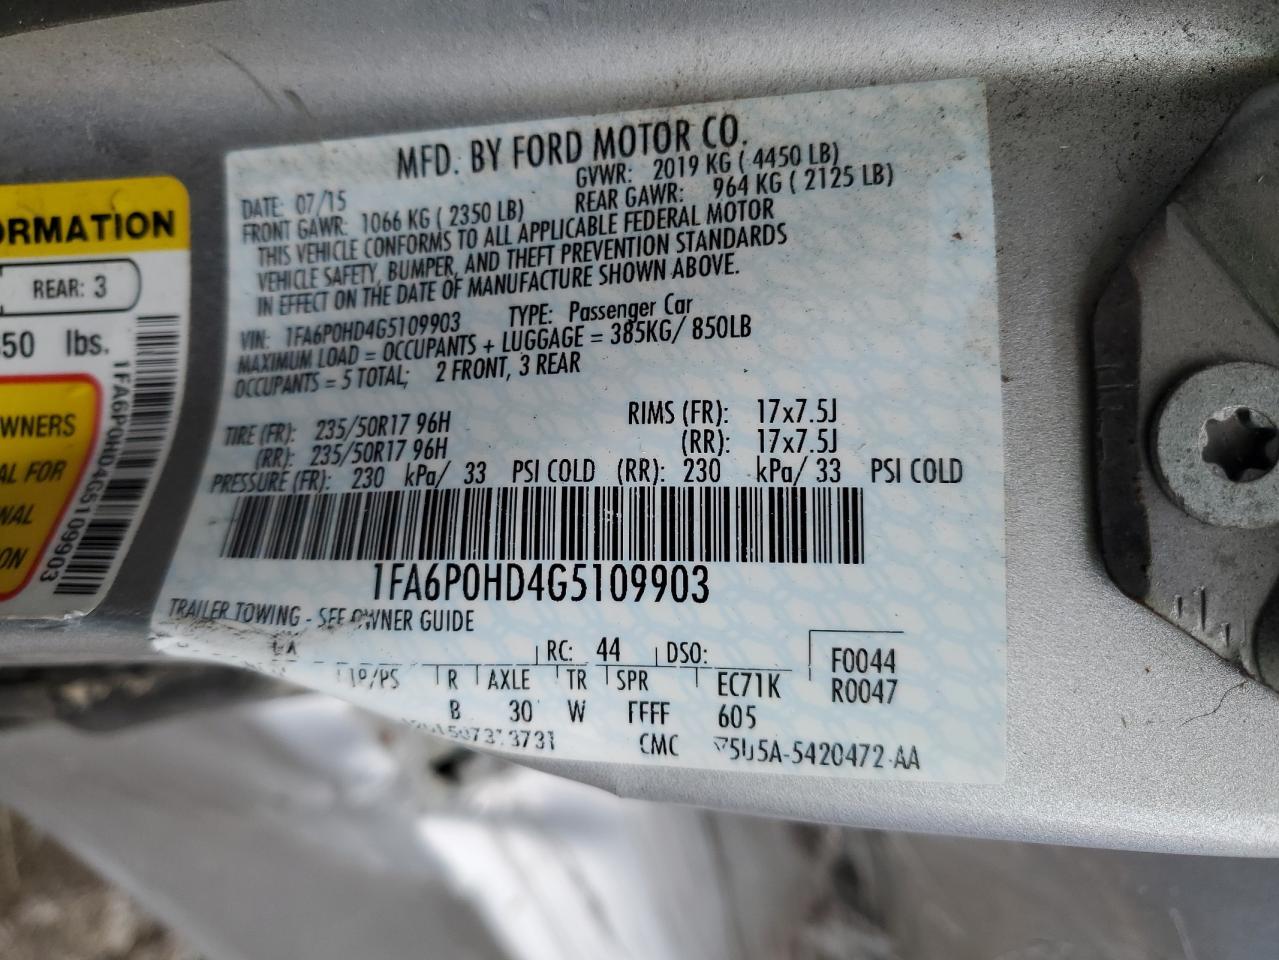 MFD. BY FORD MOTOR CO.
DATE: 07/15 GVWR: 2019 KG ( 4450 LB)
FRONT GAWR: 1066 KG ( 2350 LB) REAR GAWR: 964 KG ( 2125 LB)
THIS VEHICLE CONFORMS TO ALL APPLICABLE FEDERAL MOTOR
VEHICLE SAFETY, BUMPER, AND THEFT PREVENTION STANDARDS
IN EFFECT ON THE DATE OF MANUFACTURE SHOWN ABOVE.
VIN: 1FA6P0HD4G5109903 TYPE: Passenger Car
MAXIMUM LOAD = OCCUPANTS + LUGGAGE = 385KG/ 850LB
OCCUPANTS = 5 TOTAL; 2 FRONT, 3 REAR
TIRE (FR): 235/50R17 96H RIMS (FR): 17x7.5J
(RR): 235/50R17 96H (RR): 17x7.5J
PRESSURE (FR): 230 kPa/ 33 PSI COLD (RR): 230 kPa/ 33 PSI COLD
1FA6P0HD4G5109903
TRAILER TOWING - SEE OWNER GUIDE
RC: 44 DSO: F0044
R AXLE TR SPR EC71K R0047
B 30 W FFFF 605
CMC 5U5A-5420472-AA
ORMATION
REAR: 3
50 lbs.
WNERS
AL FOR
NAL
ON
1FA6P0HD4G5109903